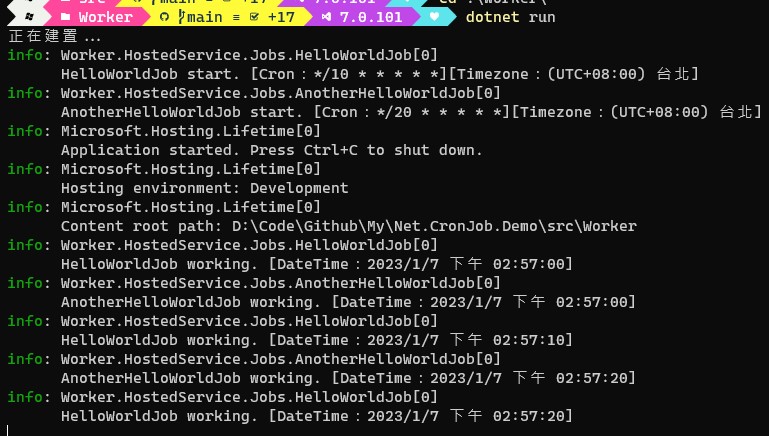 src main ≡ +17 7.0.101 cd .\Worker\
Worker main ≡ +17 7.0.101 dotnet run
正在建置...
info: Worker.HostedService.Jobs.HelloWorldJob[0]
HelloWorldJob start. [Cron：*/10 * * * * *][Timezone：(UTC+08:00) 台北]
info: Worker.HostedService.Jobs.AnotherHelloWorldJob[0]
AnotherHelloWorldJob start. [Cron：*/20 * * * * *][Timezone：(UTC+08:00) 台北]
info: Microsoft.Hosting.Lifetime[0]
Application started. Press Ctrl+C to shut down.
info: Microsoft.Hosting.Lifetime[0]
Hosting environment: Development
info: Microsoft.Hosting.Lifetime[0]
Content root path: D:\Code\Github\My\Net.CronJob.Demo\src\Worker
info: Worker.HostedService.Jobs.HelloWorldJob[0]
HelloWorldJob working. [DateTime：2023/1/7 下午 02:57:00]
info: Worker.HostedService.Jobs.AnotherHelloWorldJob[0]
AnotherHelloWorldJob working. [DateTime：2023/1/7 下午 02:57:00]
info: Worker.HostedService.Jobs.HelloWorldJob[0]
HelloWorldJob working. [DateTime：2023/1/7 下午 02:57:10]
info: Worker.HostedService.Jobs.AnotherHelloWorldJob[0]
AnotherHelloWorldJob working. [DateTime：2023/1/7 下午 02:57:20]
info: Worker.HostedService.Jobs.HelloWorldJob[0]
HelloWorldJob working. [DateTime：2023/1/7 下午 02:57:20]